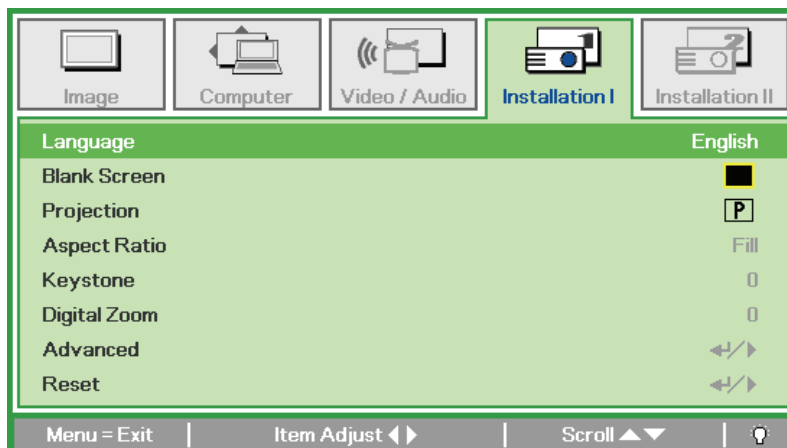 Image
Computer
Video / Audio
Installation I
Installation II
Language English
Blank Screen
Projection P
Aspect Ratio Fill
Keystone 0
Digital Zoom 0
Advanced
Reset
Menu = Exit Item Adjust Scroll